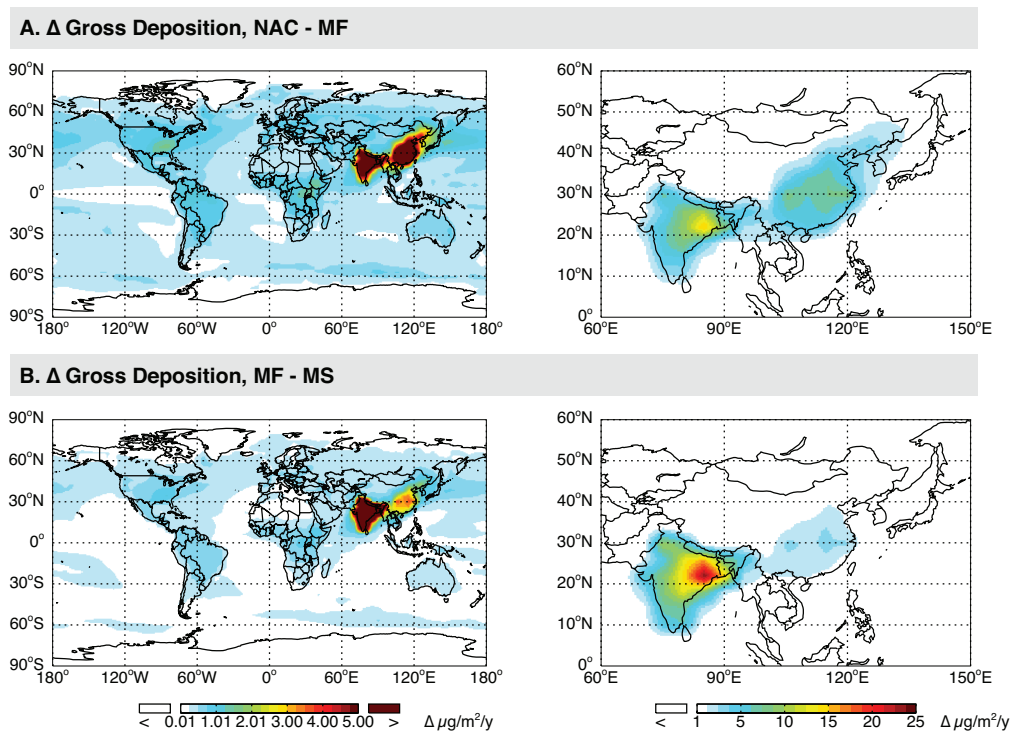 A. Δ Gross Deposition, NAC - MF
90°N
60°N
30°N
0°
30°S
60°S
90°S
180°
120°W
60°W
0°
60°E
120°E
180°
60°N
50°N
40°N
30°N
20°N
10°N
0°
60°E
90°E
120°E
150°E
B. Δ Gross Deposition, MF - MS
90°N
60°N
30°N
0°
30°S
60°S
90°S
180°
120°W
60°W
0°
60°E
120°E
180°
60°N
50°N
40°N
30°N
20°N
10°N
0°
60°E
90°E
120°E
150°E
< 0.01 1.01 2.01 3.00 4.00 5.00 > Δ µg/m²/y
< 1 5 10 15 20 25 Δ µg/m²/y